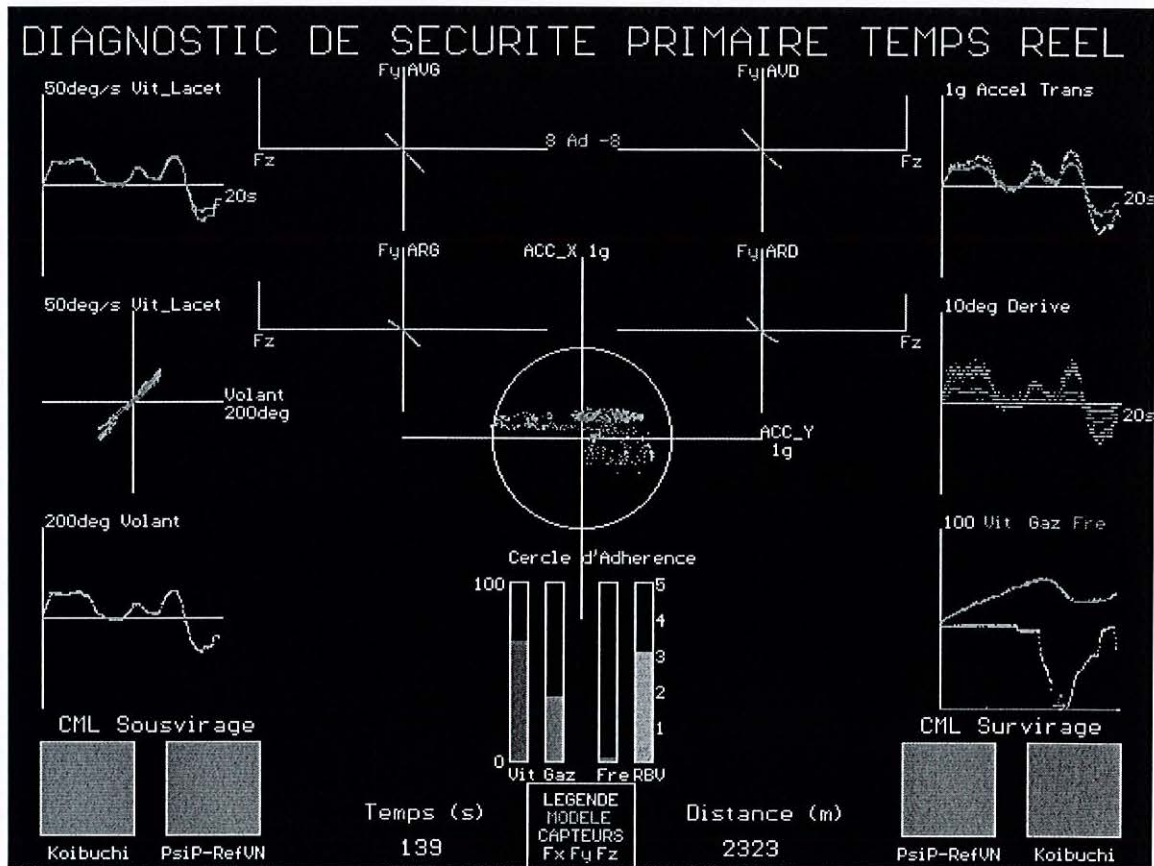 DIAGNOSTIC DE SECURITE PRIMAIRE TEMPS REEL
50deg/s Vit_Lacet
Fy AVG
Fy AVD
1g Accel Trans
Fz
8 Ad -8
Fz
20s
20s
Fy ARG
ACC_X 1g
Fy ARD
50deg/s Vit_Lacet
10deg Derive
Fz
Fz
Volant
200deg
20s
ACC_Y
1g
200deg Volant
100 Vit Gaz Fre
Cercle d'Adherence
100
5
4
3
2
1
0
Vit Gaz Fre RBV
CML Sousvirage
CML Survirage
Koibuchi
PsiP-RefVN
Temps (s)
139
LEGENDE
MODELE
CAPTEURS
Fx Fy Fz
Distance (m)
2323
PsiP-RefVN
Koibuchi